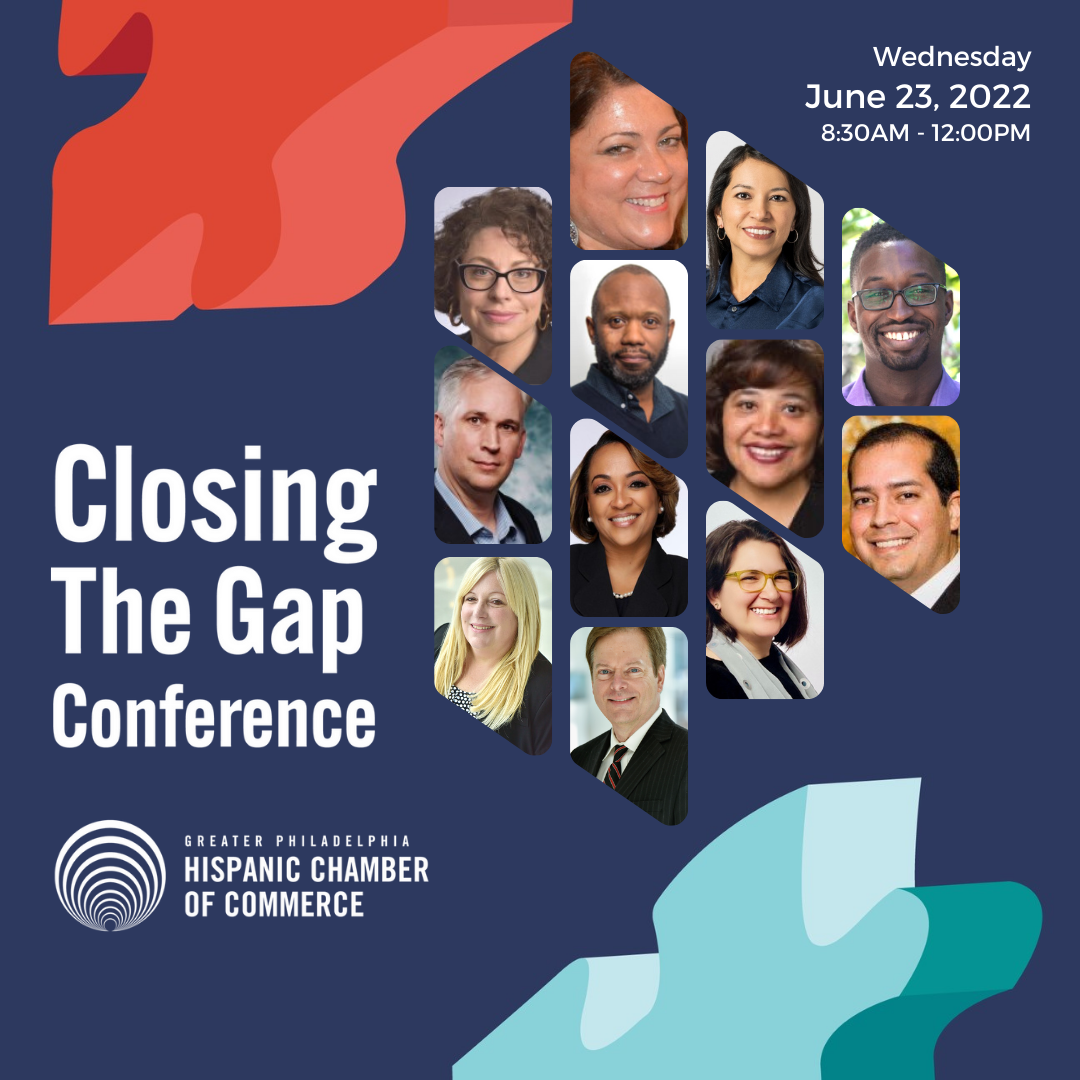 Wednesday
June 23, 2022
8:30AM - 12:00PM
Closing
The Gap
Conference
GREATER PHILADELPHIA
HISPANIC CHAMBER
OF COMMERCE